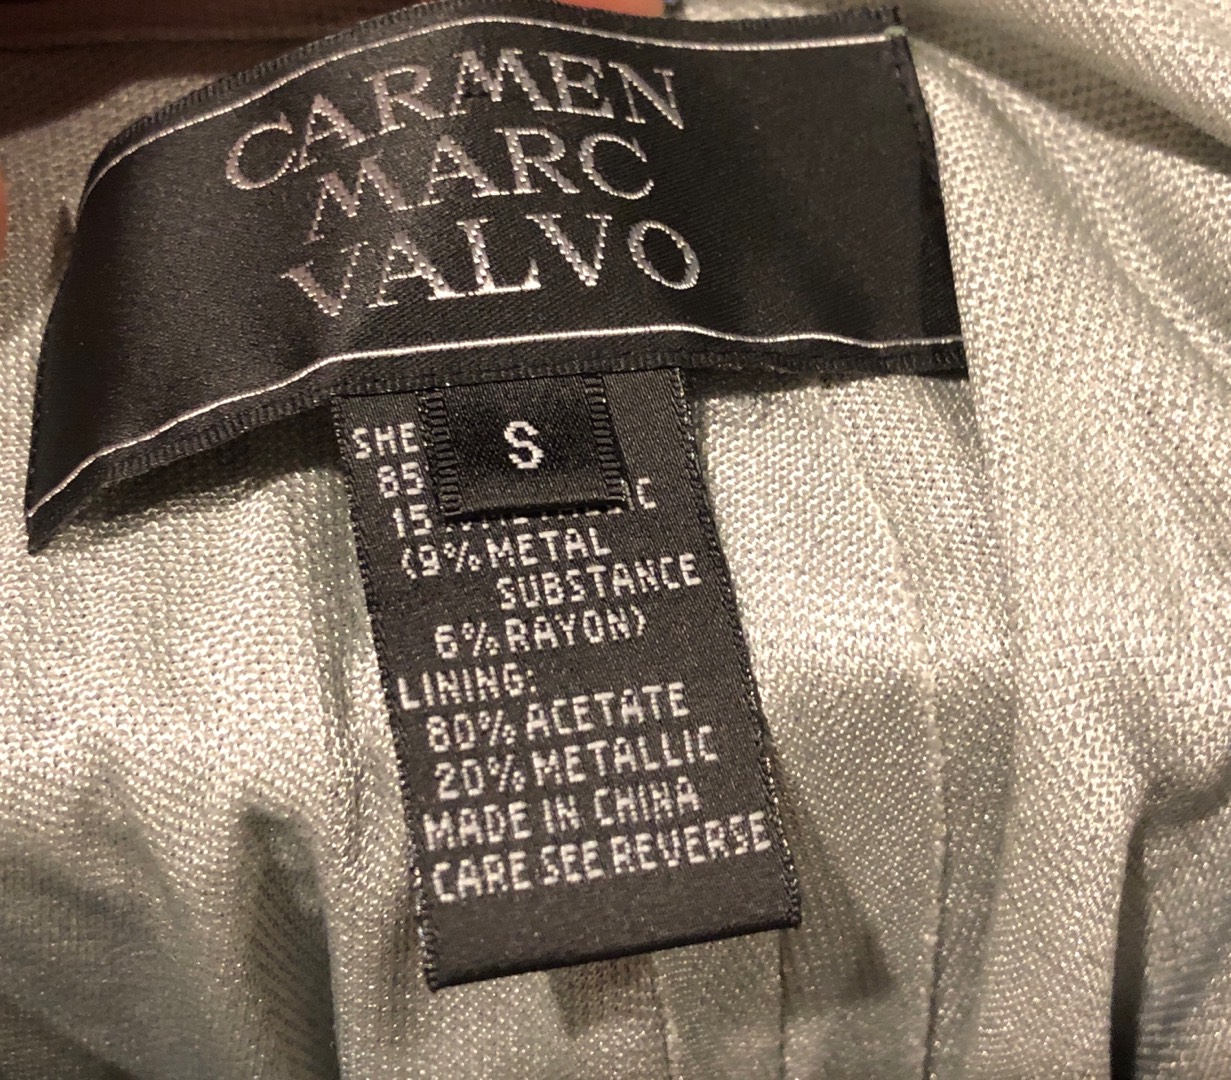 CARMEN
MARC
VALVO
S
SHE
85
15
(9% METAL
SUBSTANCE
6% RAYON)
LINING:
80% ACETATE
20% METALLIC
MADE IN CHINA
CARE SEE REVERSE